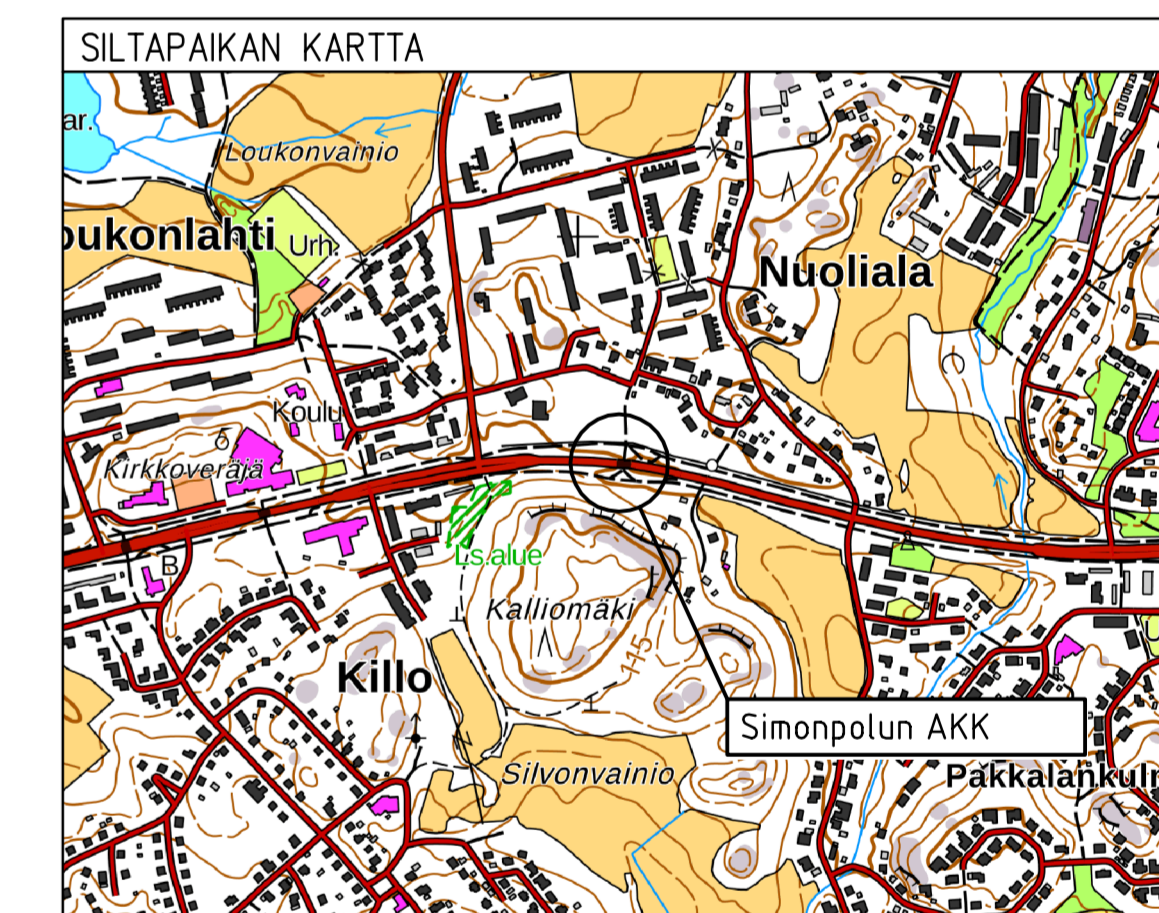 SILTAPAIKAN KARTTA
ar.
Loukonvainio
oukonlahti
Urh.
Nuoliala
Koulu
Kirkkoveräjä
Ls.alue
B
Kalliomäki
115
Killo
Simonpolun AKK
Silvonvainio
Pakkalankulm